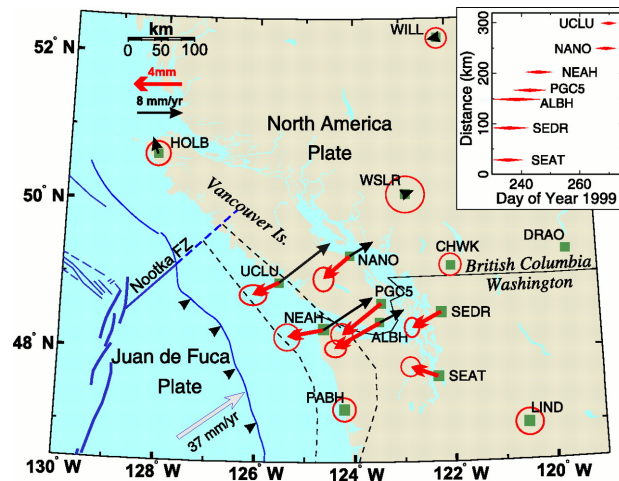 52° N
50° N
48° N
km
0 50 100
4mm
8 mm/yr
WILL
HOLB
North America
Plate
WSLR
Vancouver Is.
Nootka FZ
UCLU
NANO
CHWK
DRAO
British Columbia
Washington
PGC5
NEAH
ALBH
SEDR
Juan de Fuca
Plate
SEAT
PABH
LIND
37 mm/yr
130° W
128° W
126° W
124° W
122° W
120° W
Distance (km)
300
200
100
0
UCLU
NANO
NEAH
PGC5
ALBH
SEDR
SEAT
230 250 270
Day of Year 1999